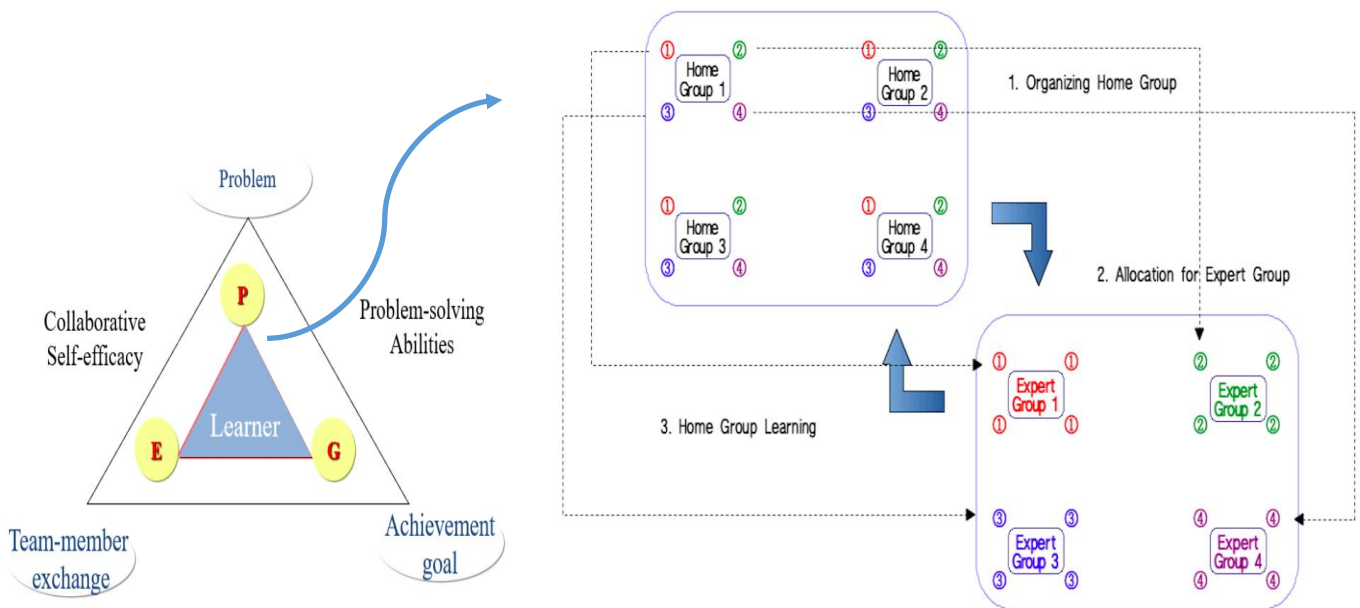 Problem
P
Collaborative
Self-efficacy
Problem-solving
Abilities
Learner
E
G
Team-member
exchange
Achievement
goal
① ② ① ②
Home
Group 1
Home
Group 2
③ ④ ③ ④
1. Organizing Home Group
① ② ① ②
Home
Group 3
Home
Group 4
③ ④ ③ ④
2. Allocation for Expert Group
3. Home Group Learning
① ① ② ②
Expert
Group 1
Expert
Group 2
① ① ② ②
③ ③ ④ ④
Expert
Group 3
Expert
Group 4
③ ③ ④ ④